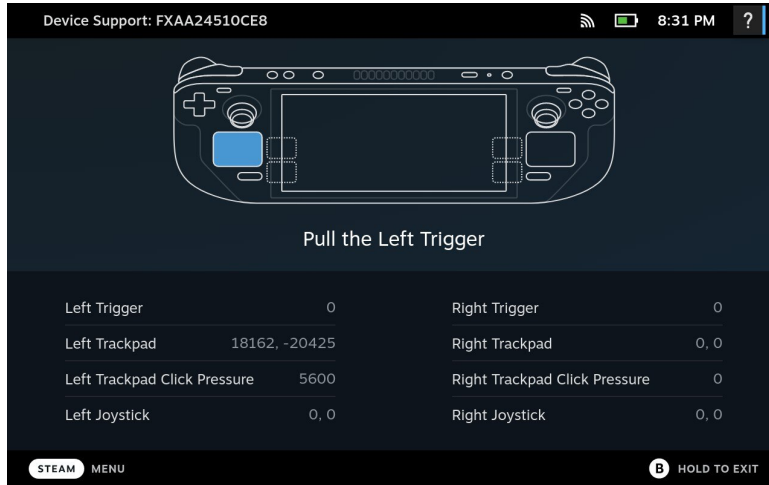 Device Support: FXAA24510CE8
8:31 PM
?
Pull the Left Trigger
Left Trigger 0
Left Trackpad 18162, -20425
Left Trackpad Click Pressure 5600
Left Joystick 0, 0
Right Trigger 0
Right Trackpad 0, 0
Right Trackpad Click Pressure 0
Right Joystick 0, 0
STEAM MENU
B HOLD TO EXIT